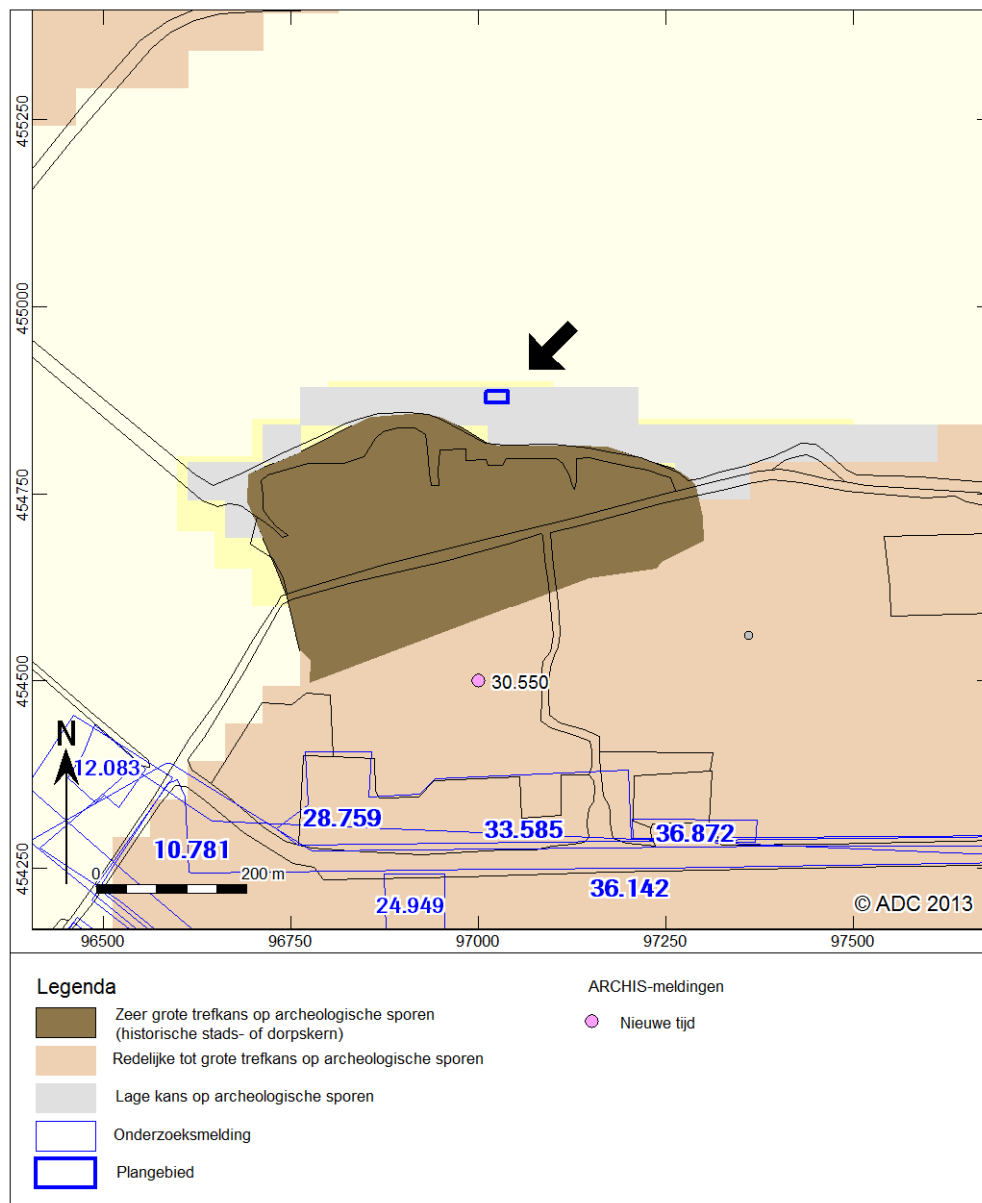 455250
455000
454750
454500
454250
30.550
N
12.083
28.759
33.585
36.872
10.781
36.142
24.949
0
200 m
© ADC 2013
96500
96750
97000
97250
97500
Legenda
Zeer grote trefkans op archeologische sporen
(historische stads- of dorpskern)
Redelijke tot grote trefkans op archeologische sporen
Lage kans op archeologische sporen
Onderzoeksmelding
Plangebied
ARCHIS-meldingen
Nieuwe tijd